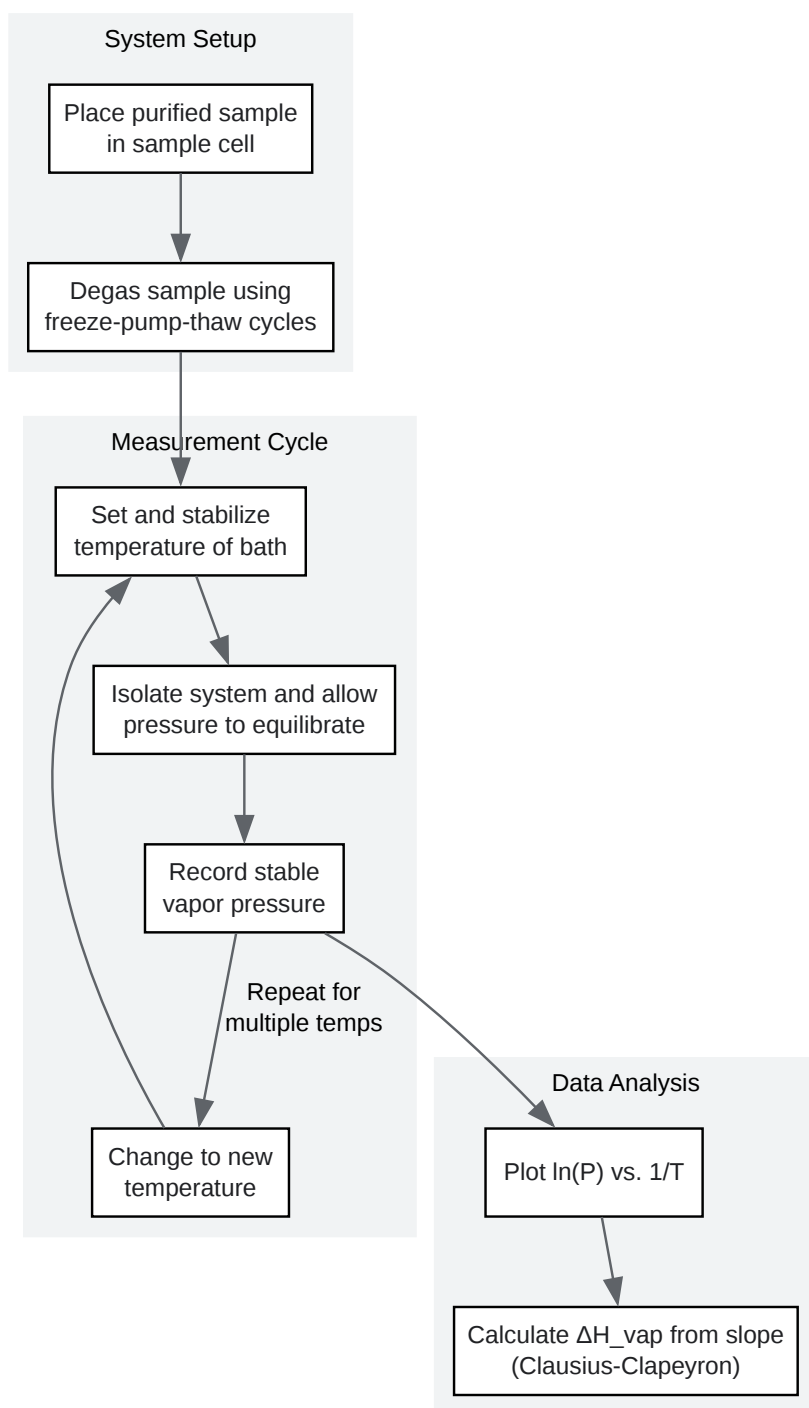 System Setup
Place purified sample
in sample cell
Degas sample using
freeze-pump-thaw cycles
Measurement Cycle
Set and stabilize
temperature of bath
Isolate system and allow
pressure to equilibrate
Record stable
vapor pressure
Repeat for
multiple temps
Change to new
temperature
Data Analysis
Plot ln(P) vs. 1/T
Calculate ΔH_vap from slope
(Clausius-Clapeyron)